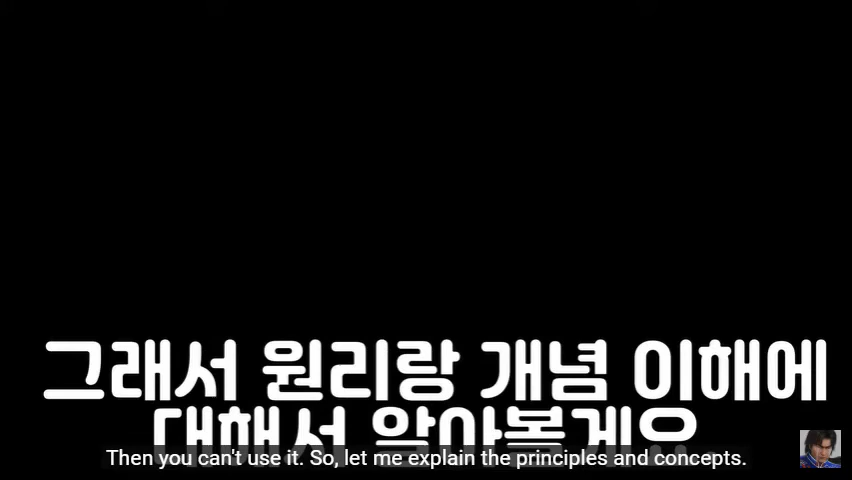 그래서 원리랑 개념 이해에
대해서 알아볼게요.
Then you can't use it. So, let me explain the principles and concepts.